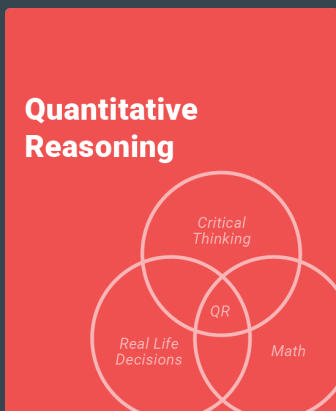 Quantitative
Reasoning
Critical
Thinking
QR
Real Life
Decisions
Math